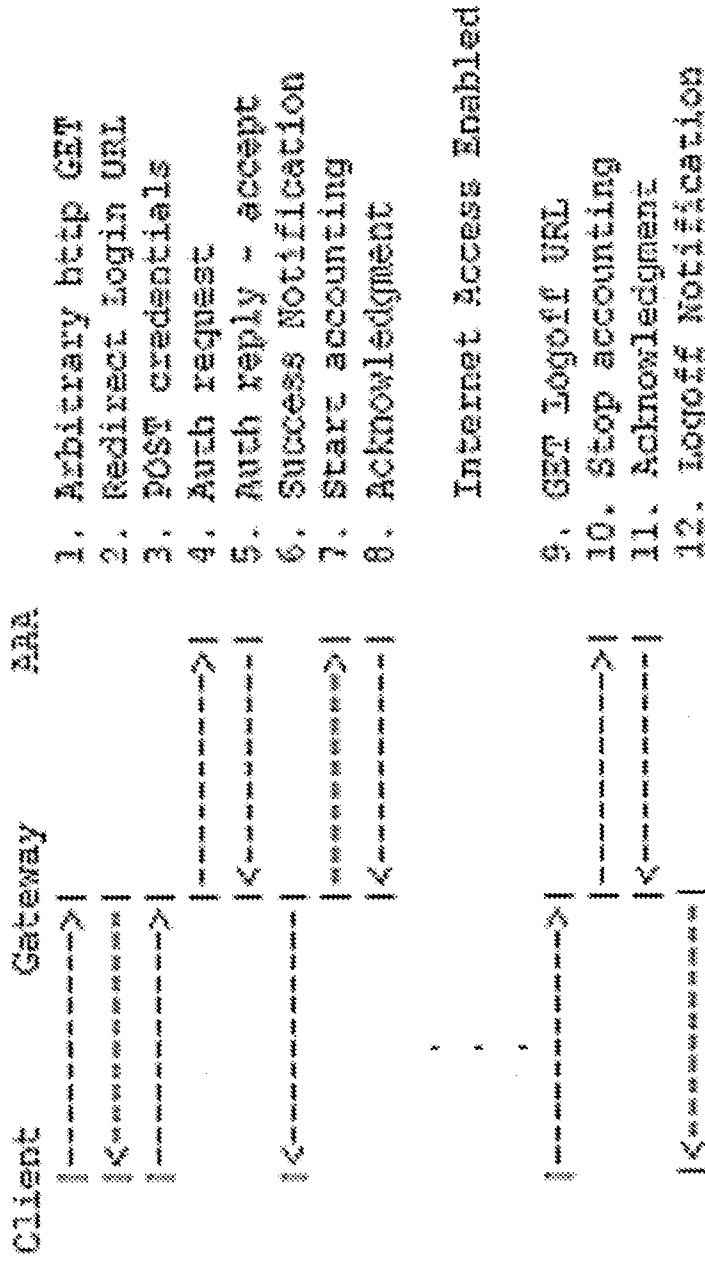 Client Gateway AAA
|---------->| 1. Arbitrary http GET
|<----------| 2. Redirect Login URL
|---------->| 3. POST credentials
|---------->| 4. Auth request
|<----------| 5. Auth reply - accept
|<----------| 6. Success Notification
|---------->| 7. Start accounting
|<----------| 8. Acknowledgment
. . . Internet Access Enabled
|---------->| 9. GET Logoff URL
|---------->| 10. Stop accounting
|<----------| 11. Acknowledgment
|<----------| 12. Logoff Notification